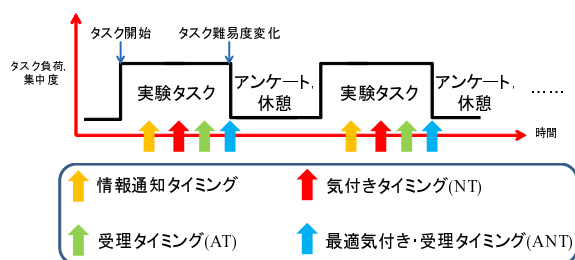 タスク開始
タスク難易度変化
タスク負荷,
集中度
実験タスク
アンケート,
休憩
実験タスク
アンケート,
休憩
……
時間
情報通知タイミング
気付きタイミング(NT)
受理タイミング(AT)
最適気付き・受理タイミング(ANT)